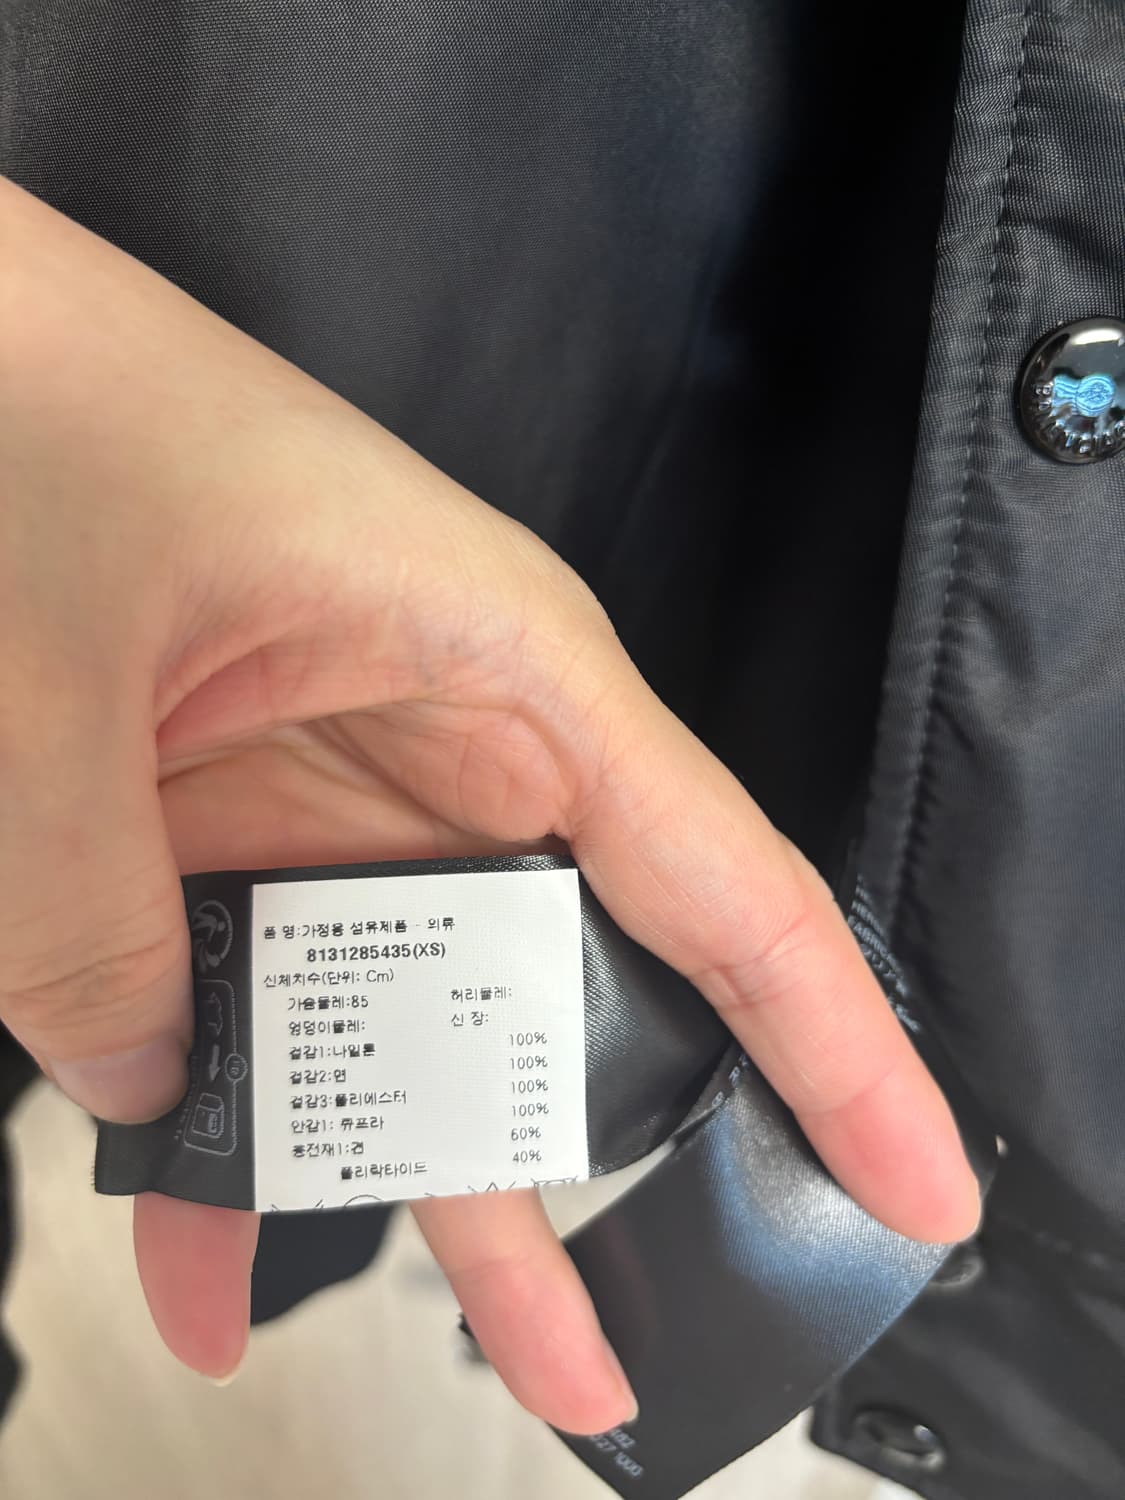 품 명:가정용 섬유제품 - 의류
8131285435(XS)
신체치수(단위: Cm)
가슴둘레:85 허리둘레:
엉덩이둘레: 신 장:
겉감1:나일론 100%
겉감2:면 100%
겉감3:폴리에스터 100%
안감1: 쥬프라 100%
충전재1:견 60%
폴리락타이드 40%
FABRICA
27 1000